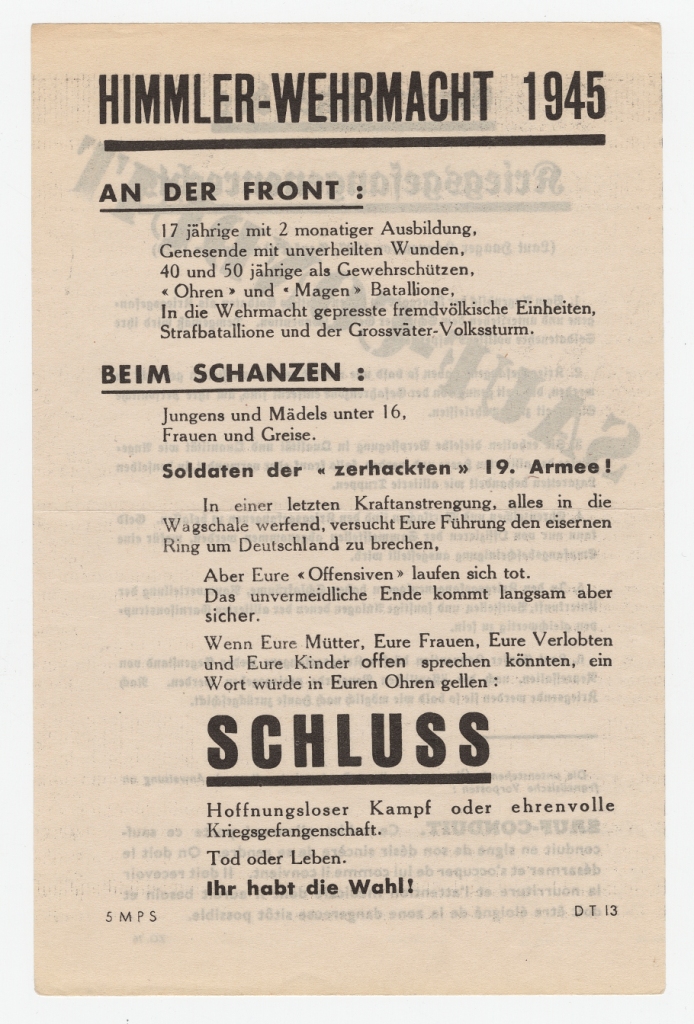 HIMMLER-WEHRMACHT 1945
AN DER FRONT :
17 jährige mit 2 monatiger Ausbildung,
Genesende mit unverheilten Wunden,
40 und 50 jährige als Gewehrschützen,
« Ohren » und « Magen » Batallione,
In die Wehrmacht gepresste fremdvölkische Einheiten,
Strafbatallione und der Grossväter-Volkssturm.
BEIM SCHANZEN :
Jungens und Mädels unter 16,
Frauen und Greise.
Soldaten der « zerhackten » 19. Armee !
In einer letzten Kraftanstrengung, alles in die
Wagschale werfend, versucht Eure Führung den eisernen
Ring um Deutschland zu brechen,
Aber Eure « Offensiven » laufen sich tot.
Das unvermeidliche Ende kommt langsam aber
sicher.
Wenn Eure Mütter, Eure Frauen, Eure Verlobten
und Eure Kinder offen sprechen könnten, ein
Wort würde in Euren Ohren gellen :
SCHLUSS
Hoffnungsloser Kampf oder ehrenvolle
Kriegsgefangenschaft.
Tod oder Leben.
Ihr habt die Wahl !
5 M P S
D T 13